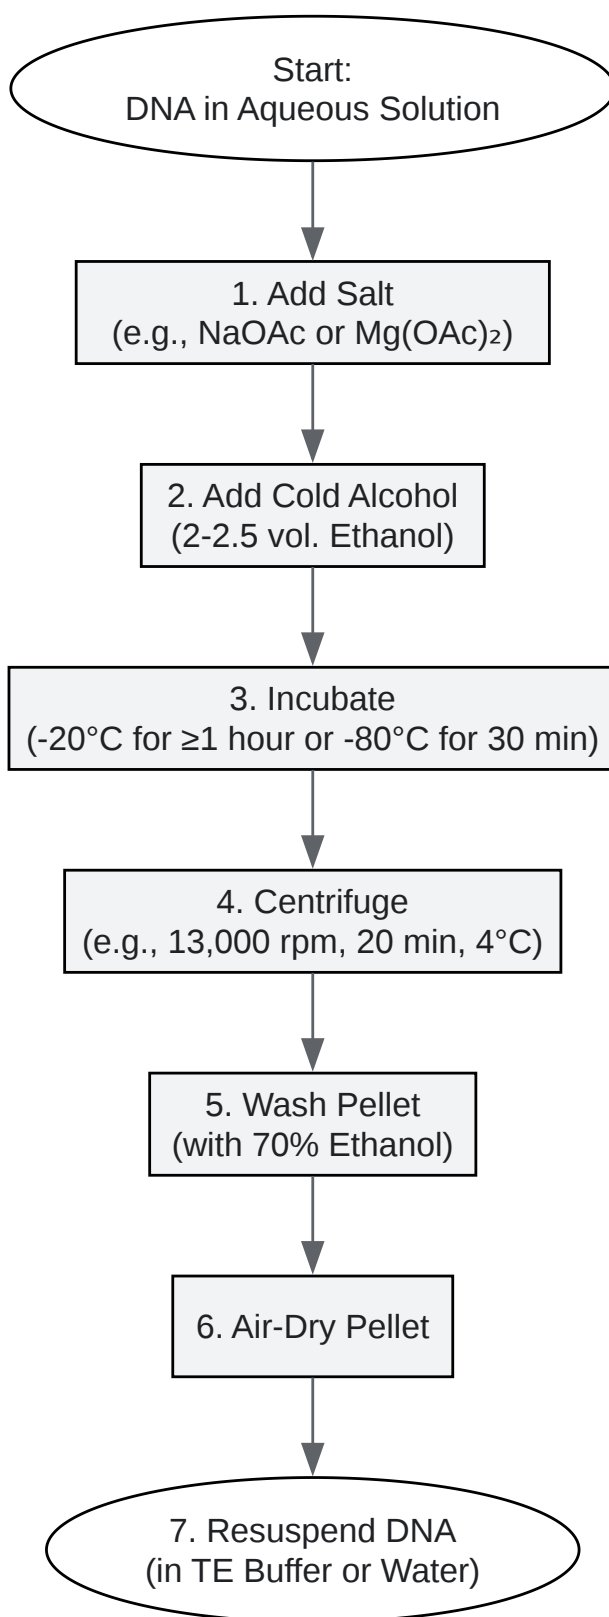 Start:
DNA in Aqueous Solution
1. Add Salt
(e.g., NaOAc or Mg(OAc)₂)
2. Add Cold Alcohol
(2-2.5 vol. Ethanol)
3. Incubate
(-20°C for ≥1 hour or -80°C for 30 min)
4. Centrifuge
(e.g., 13,000 rpm, 20 min, 4°C)
5. Wash Pellet
(with 70% Ethanol)
6. Air-Dry Pellet
7. Resuspend DNA
(in TE Buffer or Water)